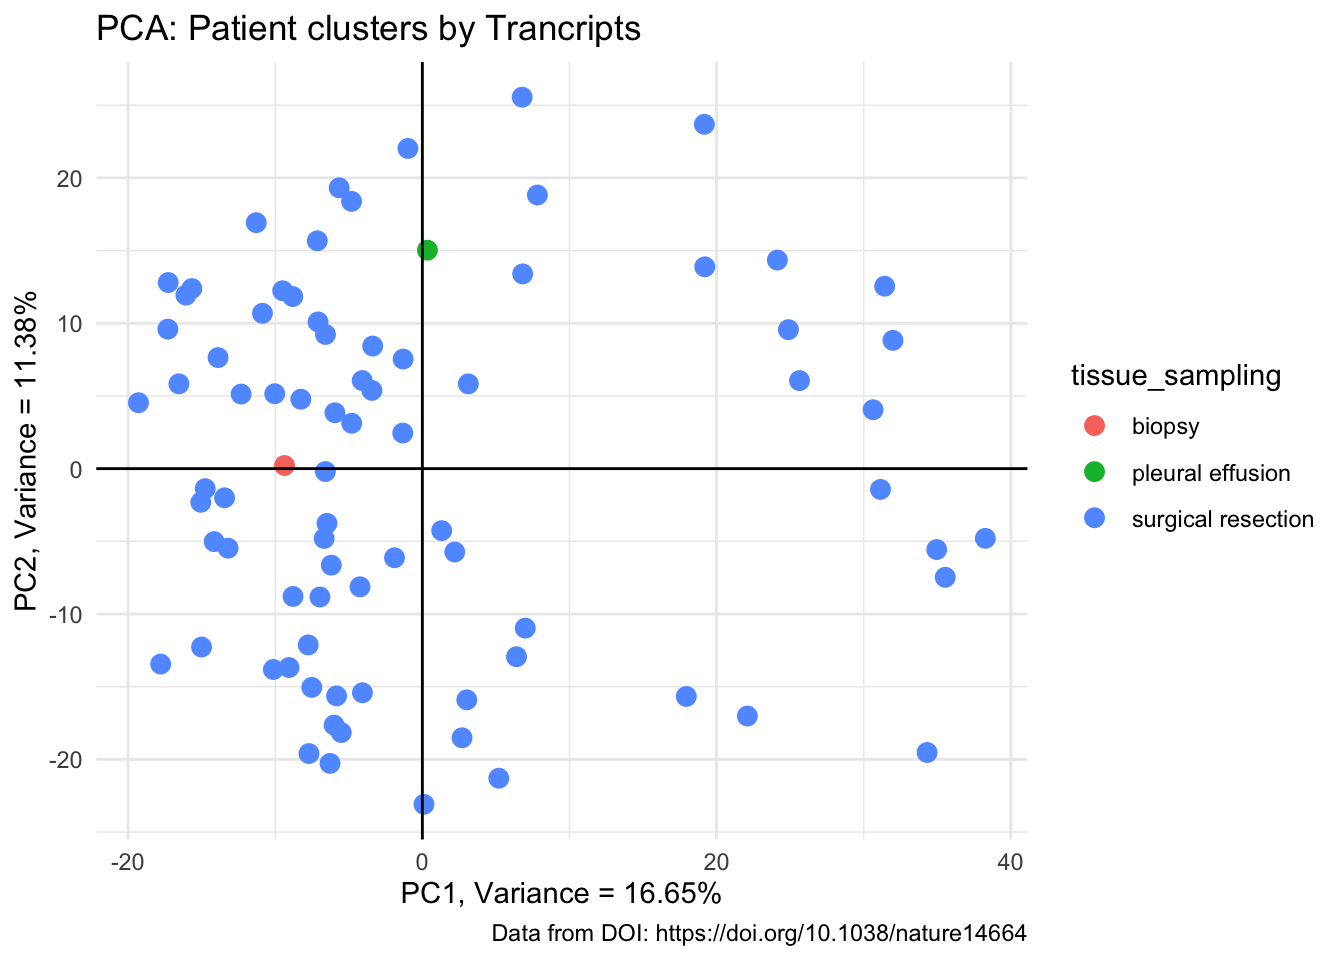 PCA: Patient clusters by Trancripts
20
10
0
-10
-20
PC2, Variance = 11.38%
-20
0
20
40
PC1, Variance = 16.65%
tissue_sampling
biopsy
pleural effusion
surgical resection
Data from DOI: https://doi.org/10.1038/nature14664